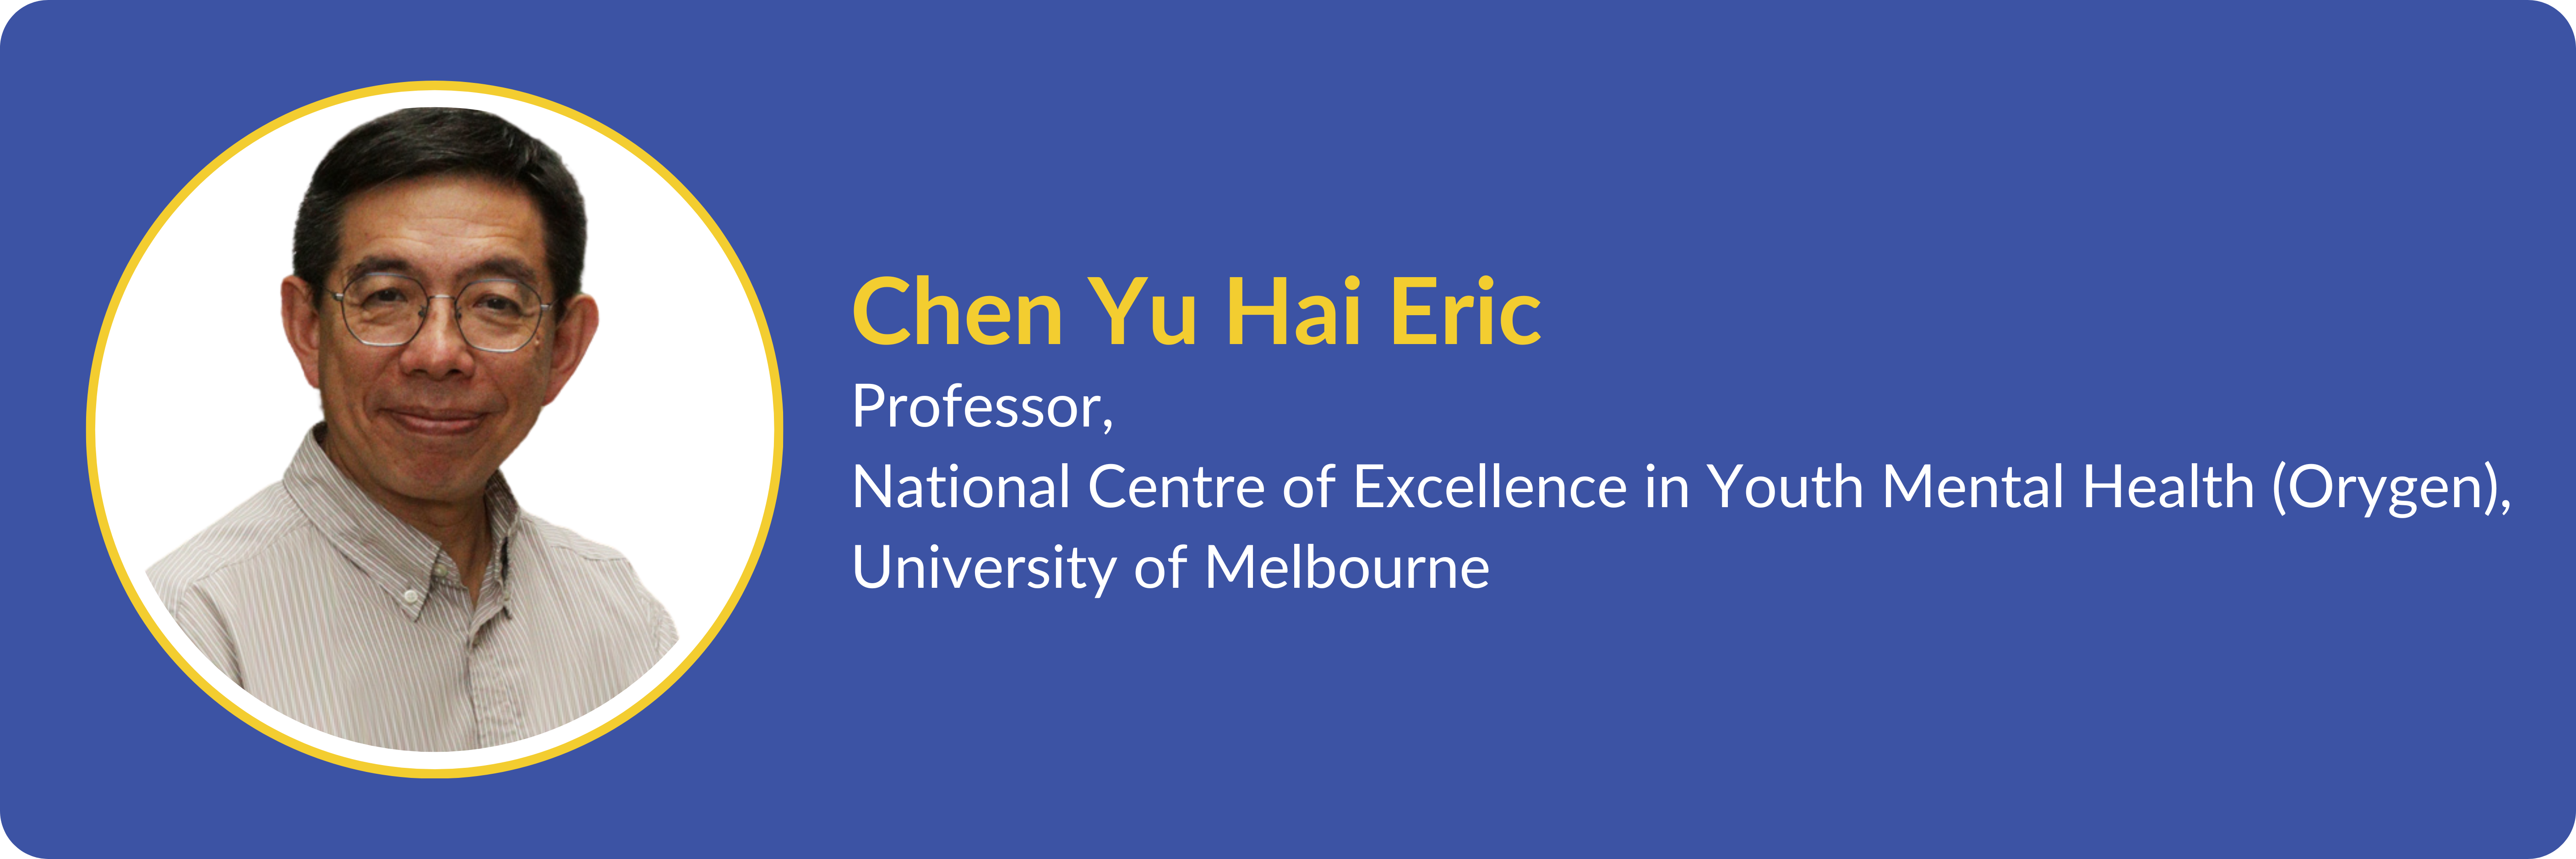 Chen Yu Hai Eric
Professor,
National Centre of Excellence in Youth Mental Health (Orygen),
University of Melbourne